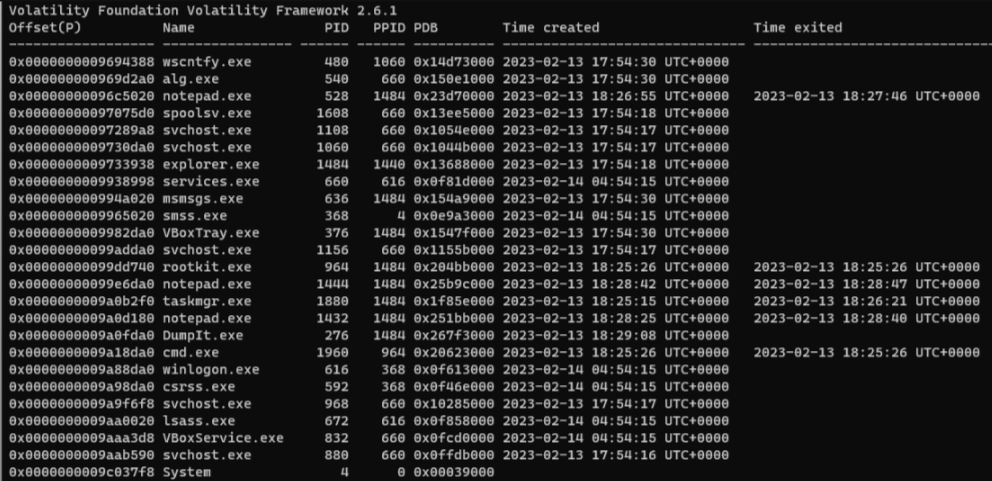 Volatility Foundation Volatility Framework 2.6.1
Offset(P)          Name                PID   PPID PDB        Time created                   Time exited
------------------ ---------------- ------ ------ ---------- ------------------------------ ------------------------------
0x0000000009694388 wscntfy.exe         480   1060 0x14d73000 2023-02-13 17:54:30 UTC+0000
0x000000000969d2a0 alg.exe             540    660 0x150e1000 2023-02-13 17:54:30 UTC+0000
0x00000000096c5020 notepad.exe         528   1484 0x23d70000 2023-02-13 18:26:55 UTC+0000   2023-02-13 18:27:46 UTC+0000
0x00000000097075d0 spoolsv.exe        1608    660 0x13ee5000 2023-02-13 17:54:18 UTC+0000
0x00000000097289a8 svchost.exe        1108    660 0x1054e000 2023-02-13 17:54:17 UTC+0000
0x0000000009730da0 svchost.exe        1060    660 0x1044b000 2023-02-13 17:54:17 UTC+0000
0x0000000009733938 explorer.exe       1484   1440 0x13688000 2023-02-13 17:54:18 UTC+0000
0x0000000009938998 services.exe        660    616 0x0f81d000 2023-02-14 04:54:15 UTC+0000
0x000000000994a020 msmsgs.exe          636   1484 0x154a9000 2023-02-13 17:54:30 UTC+0000
0x0000000009965020 smss.exe            368      4 0x0e9a3000 2023-02-14 04:54:15 UTC+0000
0x0000000009982da0 VBoxTray.exe        376   1484 0x1547f000 2023-02-13 17:54:30 UTC+0000
0x00000000099adda0 svchost.exe        1156    660 0x1155b000 2023-02-13 17:54:17 UTC+0000
0x00000000099dd740 rootkit.exe         964   1484 0x204bb000 2023-02-13 18:25:26 UTC+0000   2023-02-13 18:25:26 UTC+0000
0x00000000099e6da0 notepad.exe        1444   1484 0x25b9c000 2023-02-13 18:28:42 UTC+0000   2023-02-13 18:28:47 UTC+0000
0x0000000009a0b2f0 taskmgr.exe        1880   1484 0x1f85e000 2023-02-13 18:25:15 UTC+0000   2023-02-13 18:26:21 UTC+0000
0x0000000009a0d180 notepad.exe        1432   1484 0x251bb000 2023-02-13 18:28:25 UTC+0000   2023-02-13 18:28:40 UTC+0000
0x0000000009a0fda0 DumpIt.exe          276   1484 0x267f3000 2023-02-13 18:29:08 UTC+0000
0x0000000009a18da0 cmd.exe            1960    964 0x20623000 2023-02-13 18:25:26 UTC+0000   2023-02-13 18:25:26 UTC+0000
0x0000000009a88da0 winlogon.exe        616    368 0x0f613000 2023-02-14 04:54:15 UTC+0000
0x0000000009a98da0 csrss.exe           592    368 0x0f46e000 2023-02-14 04:54:15 UTC+0000
0x0000000009a9f6f8 svchost.exe         968    660 0x10285000 2023-02-13 17:54:17 UTC+0000
0x0000000009aa0020 lsass.exe           672    616 0x0f858000 2023-02-14 04:54:15 UTC+0000
0x0000000009aaa3d8 VBoxService.exe     832    660 0x0fcd0000 2023-02-14 04:54:15 UTC+0000
0x0000000009aab590 svchost.exe         880    660 0x0ffdb000 2023-02-13 17:54:16 UTC+0000
0x0000000009c037f8 System                4      0 0x00039000